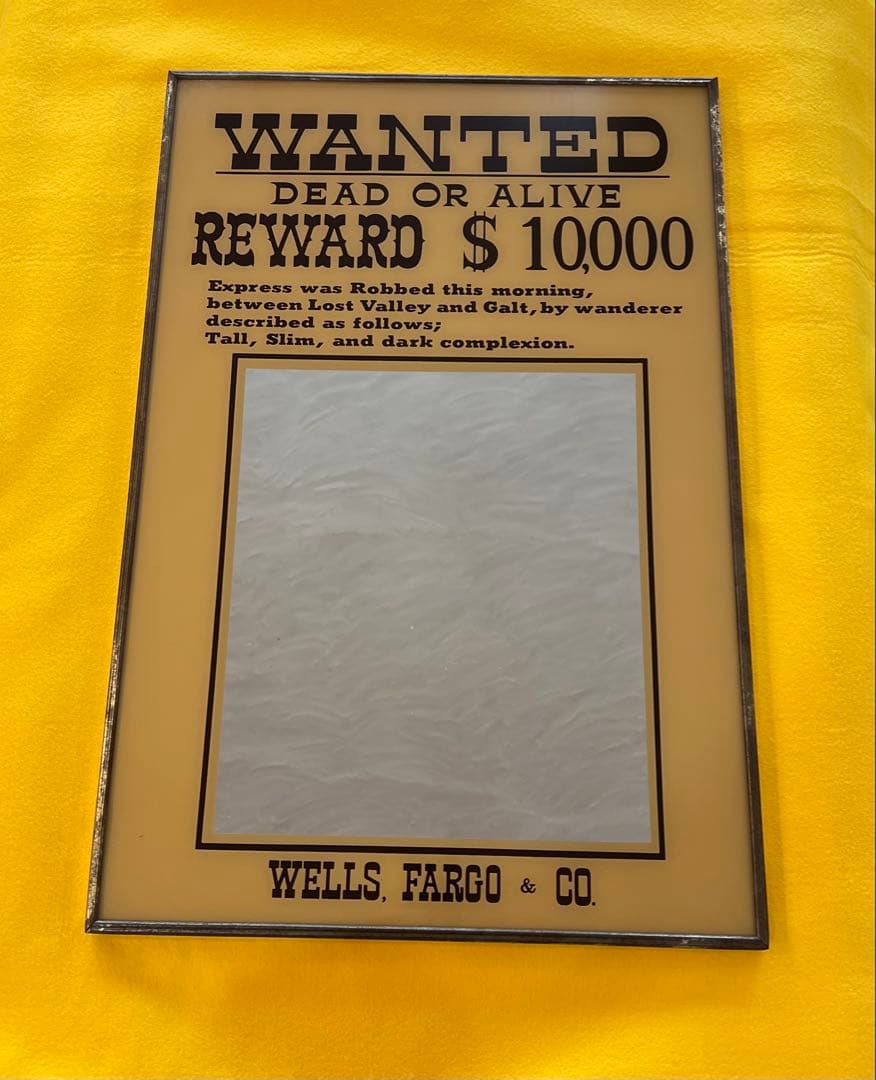 WANTED
DEAD OR ALIVE
REWARD $ 10,000
Express was Robbed this morning,
between Lost Valley and Galt, by wanderer
described as follows;
Tall, Slim, and dark complexion.
WELLS, FARGO & CO.